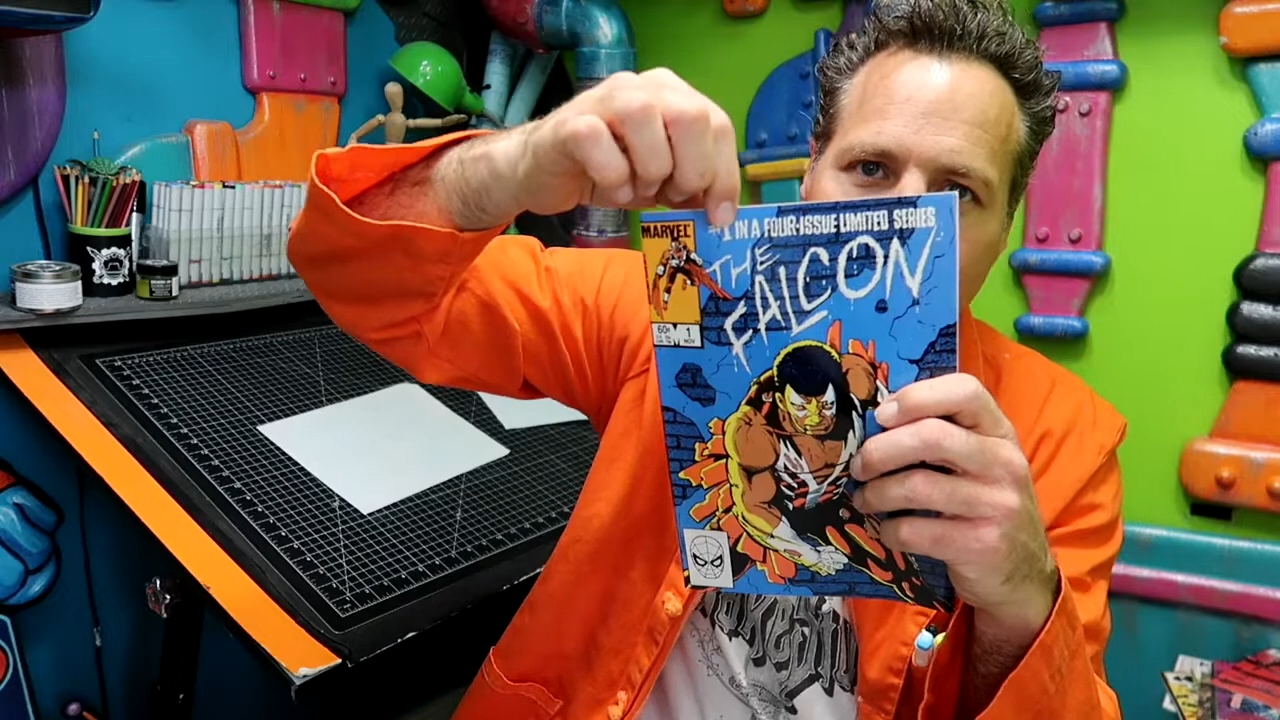 MARVEL
#1 IN A FOUR-ISSUE LIMITED SERIES
THE
FALCON
60¢
1
NOV